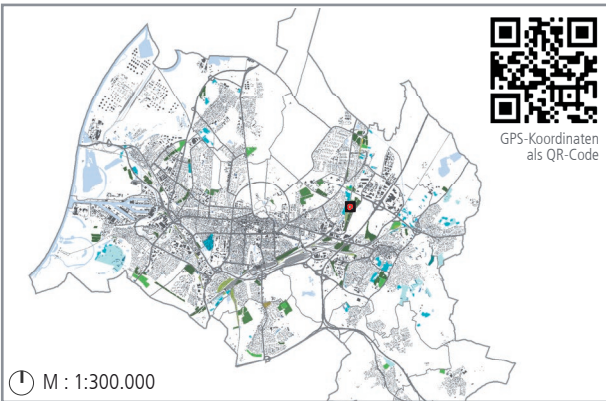 GPS-Koordinaten
als QR-Code
M : 1:300.000